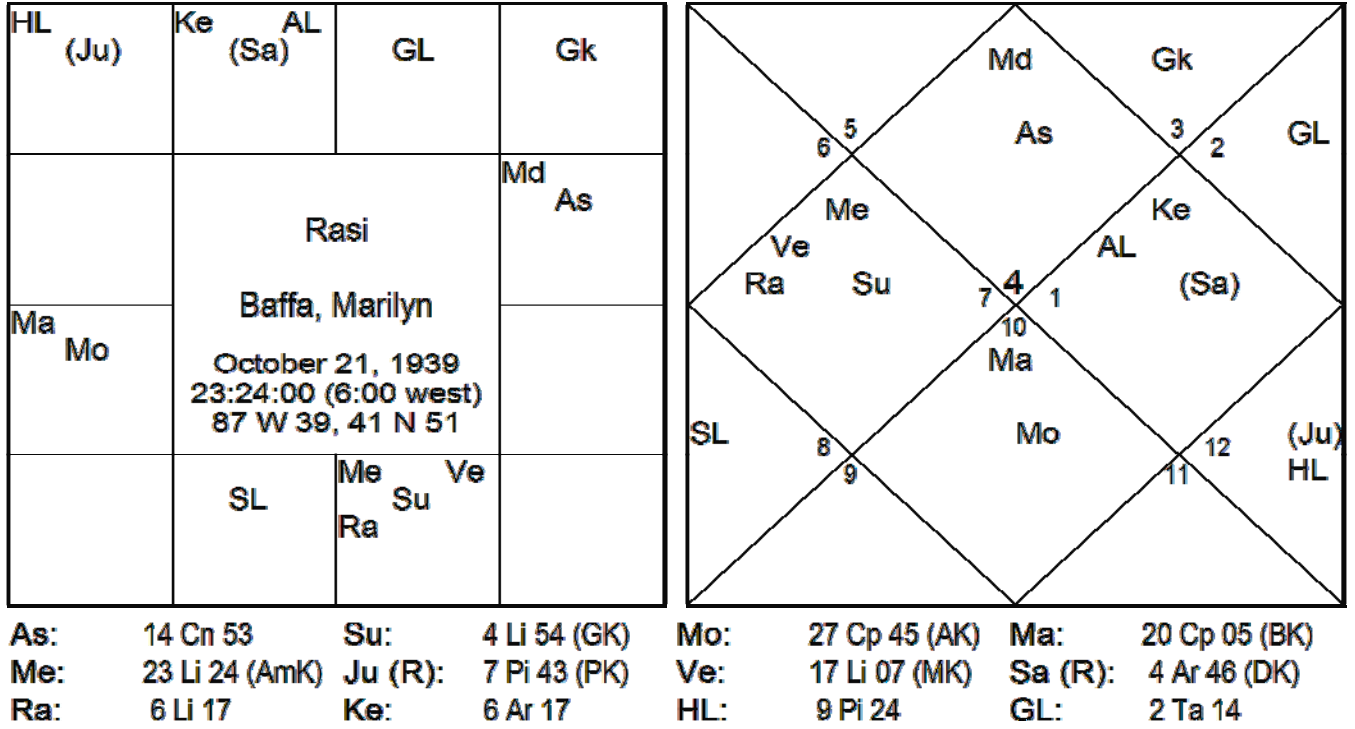 HL (Ju) Ke AL (Sa) GL Gk
Md As
Rasi
Baffa, Marilyn
Ma Mo
October 21, 1939
23:24:00 (6:00 west)
87 W 39, 41 N 51
SL Me Ve Su Ra
Md Gk
As
5 3
6 2 GL
Me Ke
Ve AL
Ra Su (Sa)
7 4 1
10
Ma
SL Mo (Ju)
8 12
9 11 HL
As: 14 Cn 53 Su: 4 Li 54 (GK) Mo: 27 Cp 45 (AK) Ma: 20 Cp 05 (BK)
Me: 23 Li 24 (AmK) Ju (R): 7 Pi 43 (PK) Ve: 17 Li 07 (MK) Sa (R): 4 Ar 46 (DK)
Ra: 6 Li 17 Ke: 6 Ar 17 HL: 9 Pi 24 GL: 2 Ta 14